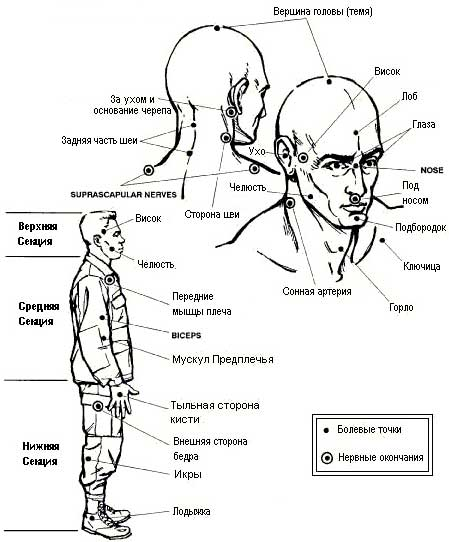 Вершина головы (темя)
Висок
Лоб
Глаза
За ухом и
основание черепа
Задняя часть шеи
Ухо
NOSE
Челюсть
Под
носом
SUPRASCAPULAR NERVES
Сторона шеи
Подбородок
Ключица
Сонная артерия
Горло
Верхняя
Секция
Висок
Челюсть.
Средняя
Секция
Передние
мыщцы плеча
BICEPS
Мускул Предплечья
Тыльная сторона
кисти
Внешняя сторона
бедра
Нижняя
Секция
Икры
Лодыжка
Болевые точки
Нервные окончания